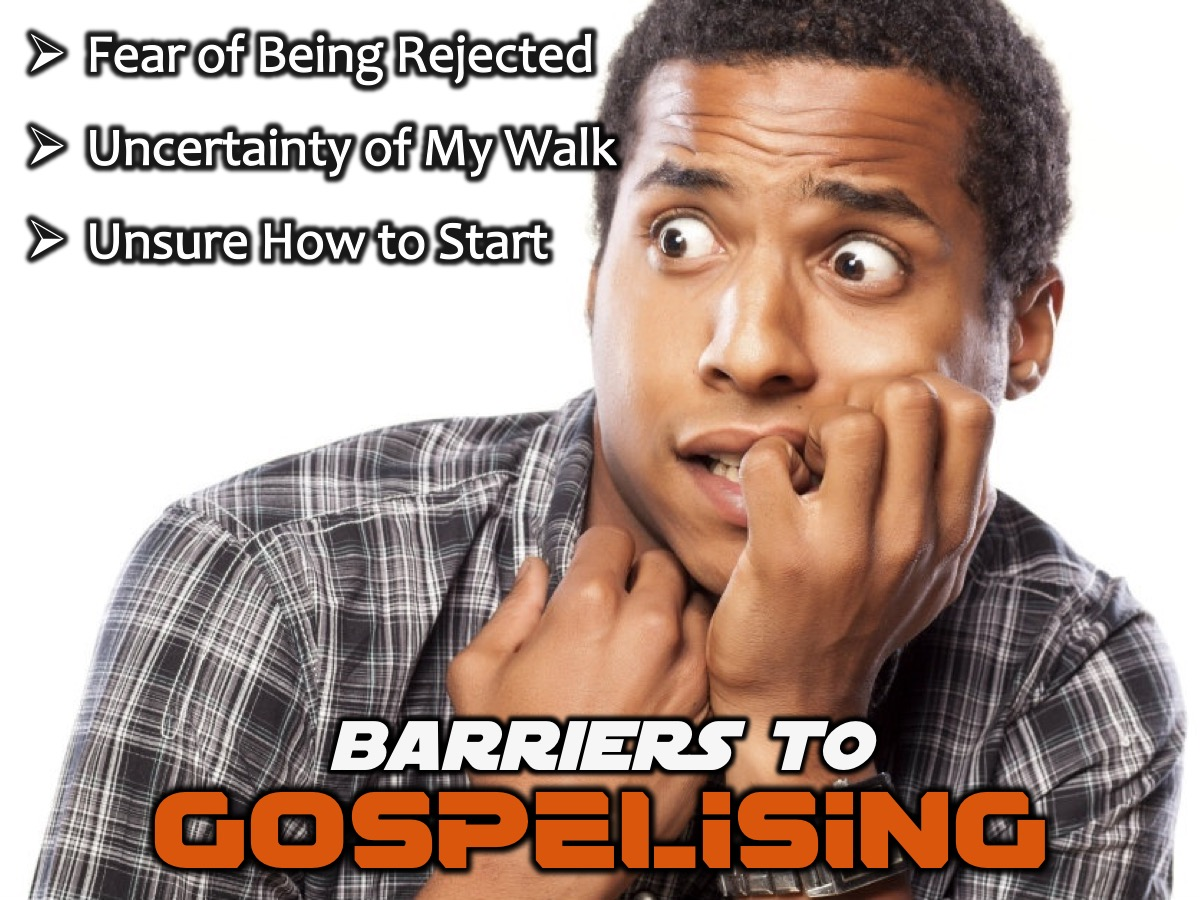 ➢ Fear of Being Rejected
➢ Uncertainty of My Walk
➢ Unsure How to Start
BARRIERS TO
GOSPELiSiNG